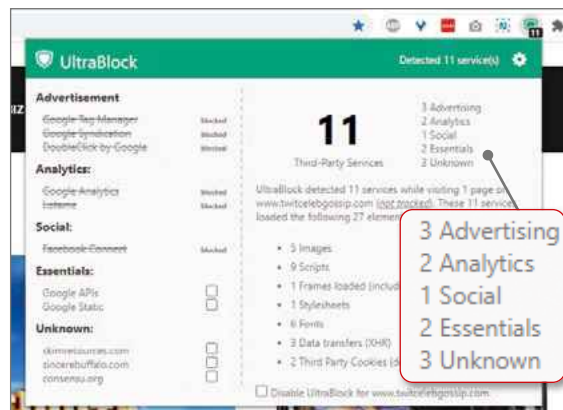 11
UltraBlock
Detected 11 service(s)
Advertisement
Google Tag Manager blocked
Google Syndication blocked
DoubleClick by Google blocked
Analytics:
Google Analytics blocked
blocked
Social:
Facebook Connect blocked
Essentials:
Google APIs
Google Static
Unknown:
skimresources.com
sincerebuffalo.com
consensu.org
11
Third-Party Services
3 Advertising
2 Analytics
1 Social
2 Essentials
3 Unknown
UltraBlock detected 11 services while visiting 1 page on
www.twitcelebgossip.com (not tracked). These 11 services
loaded the following 27 element
• 5 Images
• 9 Scripts
• 1 Frames loaded (includ
• 1 Stylesheets
• 6 Fonts
• 3 Data transfers (XHR)
• 2 Third Party Cookies (d
Disable UltraBlock for www.twitcelebgossip.com
3 Advertising
2 Analytics
1 Social
2 Essentials
3 Unknown